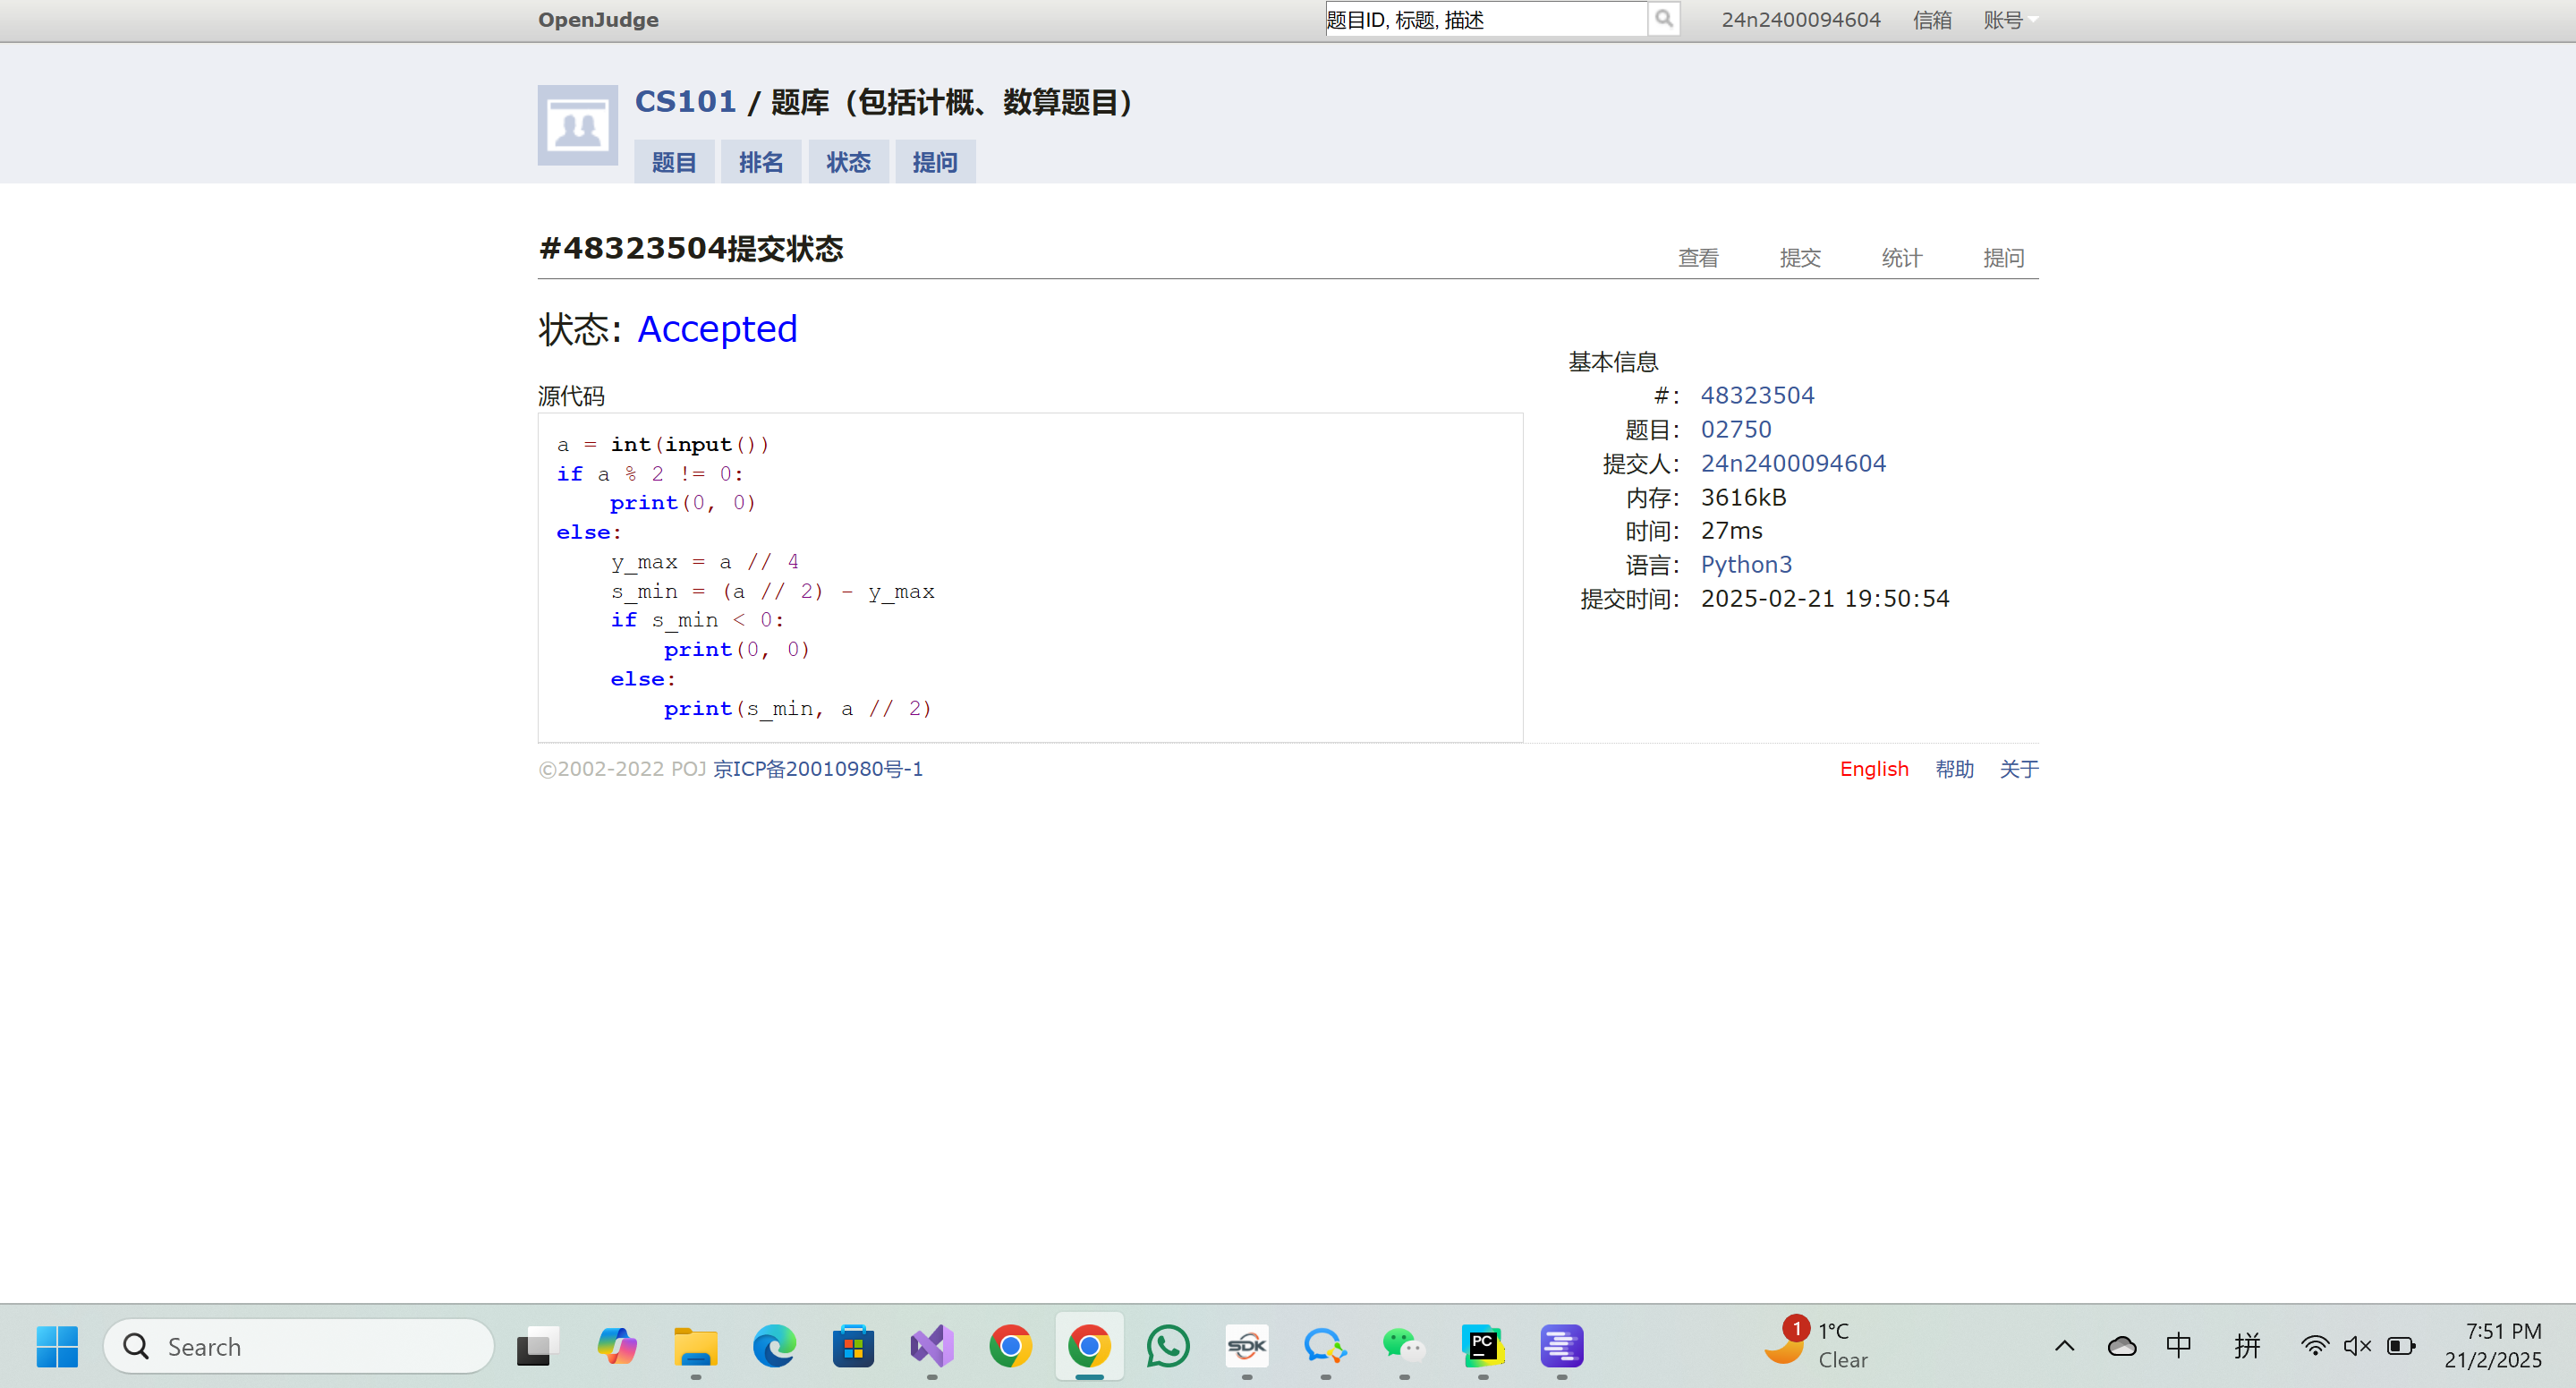 OpenJudge
题目ID, 标题, 描述
24n2400094604 信箱 账号
CS101 / 题库（包括计概、数算题目）
题目 排名 状态 提问
#48323504提交状态
查看 提交 统计 提问
状态: Accepted
源代码
a = int(input())
if a % 2 != 0:
    print(0, 0)
else:
    y_max = a // 4
    s_min = (a // 2) - y_max
    if s_min < 0:
        print(0, 0)
    else:
        print(s_min, a // 2)
基本信息
#: 48323504
题目: 02750
提交人: 24n2400094604
内存: 3616kB
时间: 27ms
语言: Python3
提交时间: 2025-02-21 19:50:54
©2002-2022 POJ 京ICP备20010980号-1
English 帮助 关于
Search
SDK
PC
1
1°C
Clear
中
拼
7:51 PM
21/2/2025